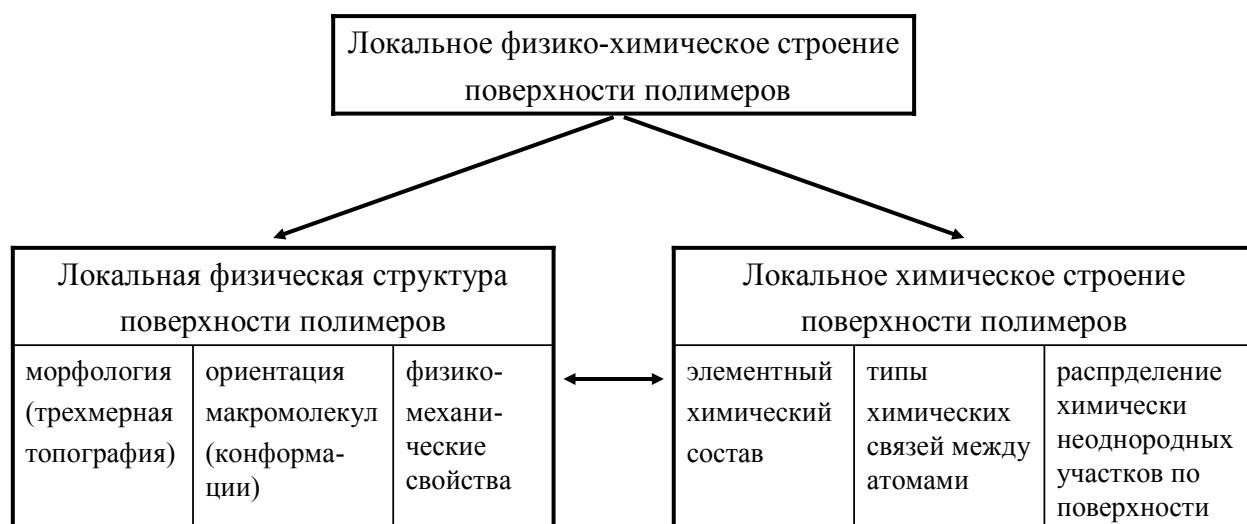 Локальное физико-химическое строение
поверхности полимеров
Локальная физическая структура
поверхности полимеров
морфология
(трехмерная
топография)
ориентация
макромолекул
(конформа-
ции)
физико-
механи-
ческие
свойства
Локальное химическое строение
поверхности полимеров
элементный
химический
состав
типы
химических
связей между
атомами
распрделение
химически
неоднородных
участков по
поверхности